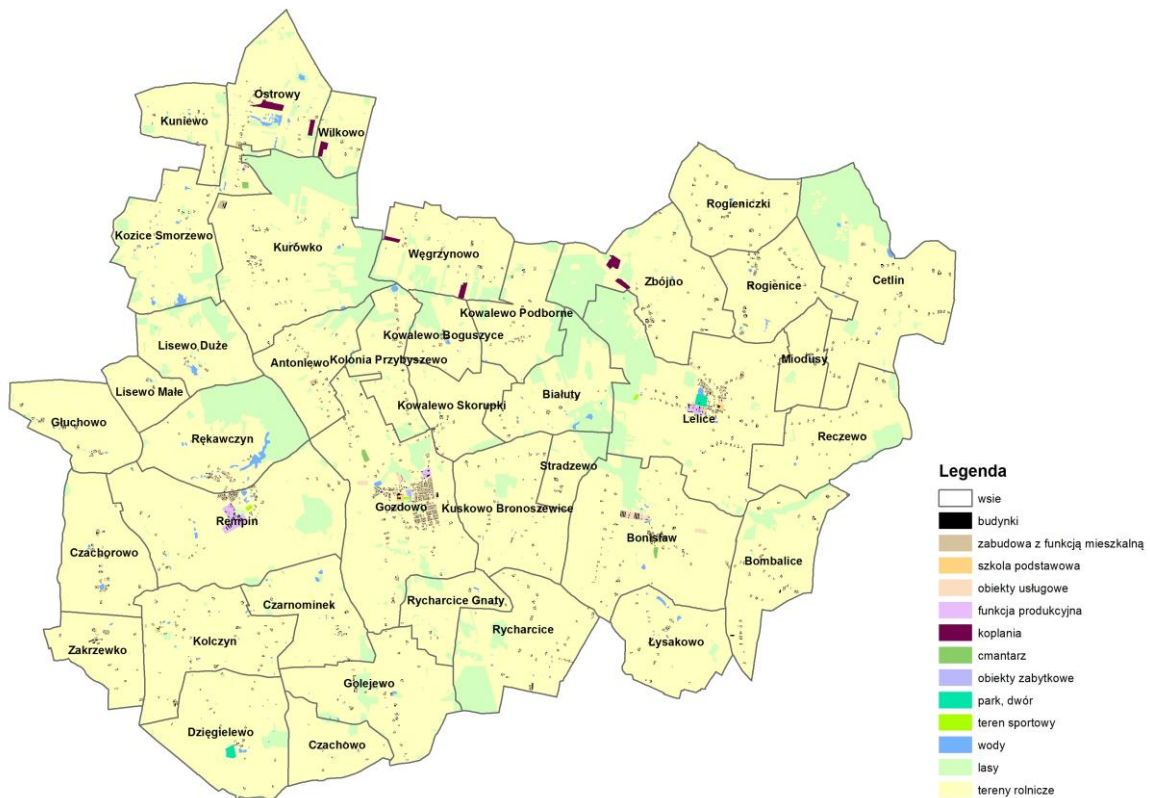 Ostrowy
Kuniewo
Wilkowo
Rogieniczki
Kozice Smorzewo
Kurówko
Węgrzynowo
Zbójno
Rogienice
Cetlin
Kowalewo Podborne
Lisewo Duże
Kowalewo Boguszyce
Antoniewo
Kolonia Przybyszewo
Miodusy
Lisewo Małe
Białuty
Kowalewo Skorupki
Głuchowo
Lelice
Rękawczyn
Reczewo
Stradzewo
Gozdowo
Kuskowo Bronoszewice
Rempin
Bonisław
Czachorowo
Bombalice
Czarnominek
Rycharcice Gnaty
Rycharcice
Kolczyn
Łysakowo
Zakrzewko
Golejewo
Dzięgielewo
Czachowo
Legenda
wsie
budynki
zabudowa z funkcją mieszkalną
szkola podstawowa
obiekty usługowe
funkcja produkcyjna
koplania
cmantarz
obiekty zabytkowe
park, dwór
teren sportowy
wody
lasy
tereny rolnicze